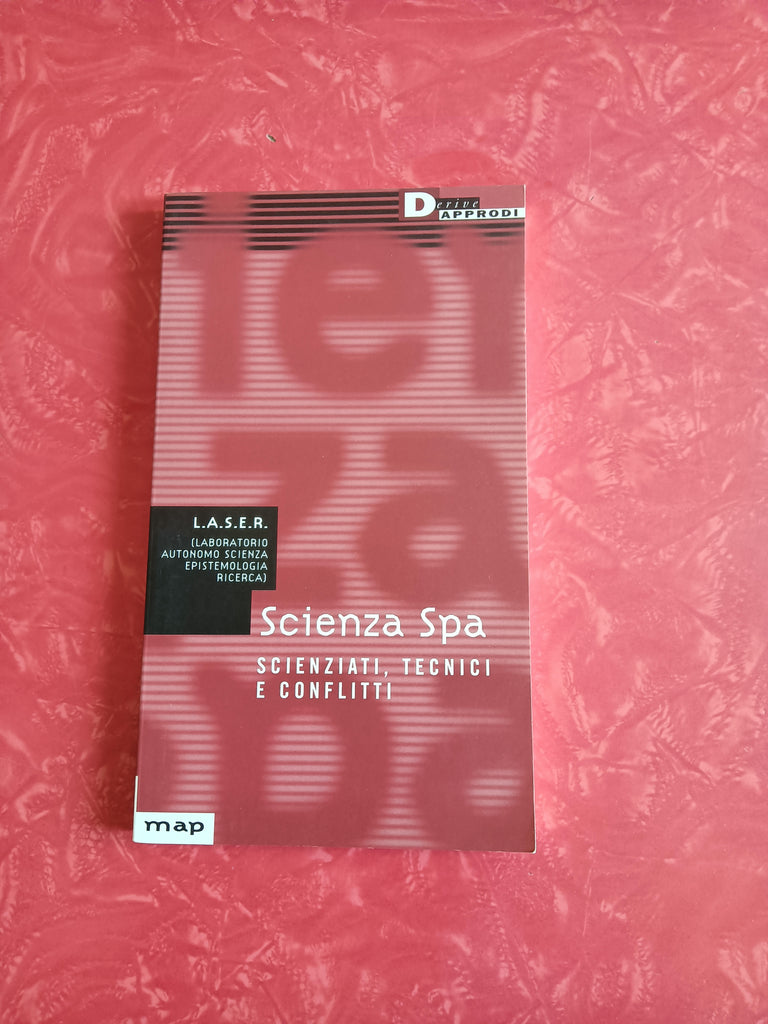 Derive
APPRODI
L.A.S.E.R.
(LABORATORIO
AUTONOMO SCIENZA
EPISTEMOLOGIA
RICERCA)
Scienza Spa
SCIENZIATI, TECNICI
E CONFLITTI
map